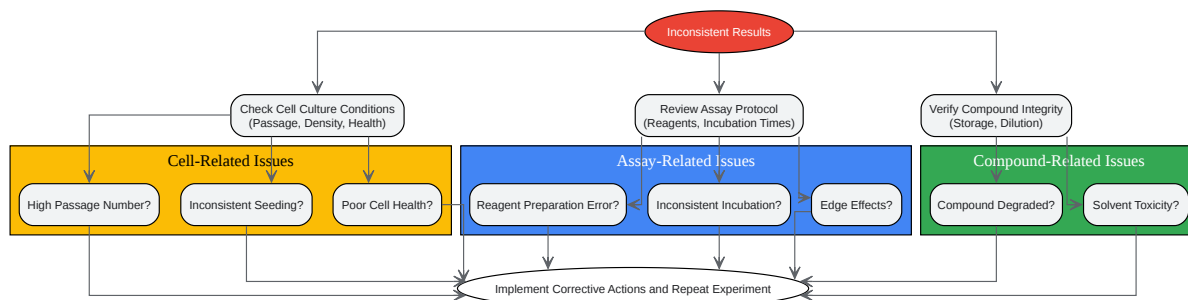 Inconsistent Results
Check Cell Culture Conditions
(Passage, Density, Health)
Review Assay Protocol
(Reagents, Incubation Times)
Verify Compound Integrity
(Storage, Dilution)
Cell-Related Issues
Assay-Related Issues
Compound-Related Issues
High Passage Number?
Inconsistent Seeding?
Poor Cell Health?
Reagent Preparation Error?
Inconsistent Incubation?
Edge Effects?
Compound Degraded?
Solvent Toxicity?
Implement Corrective Actions and Repeat Experiment